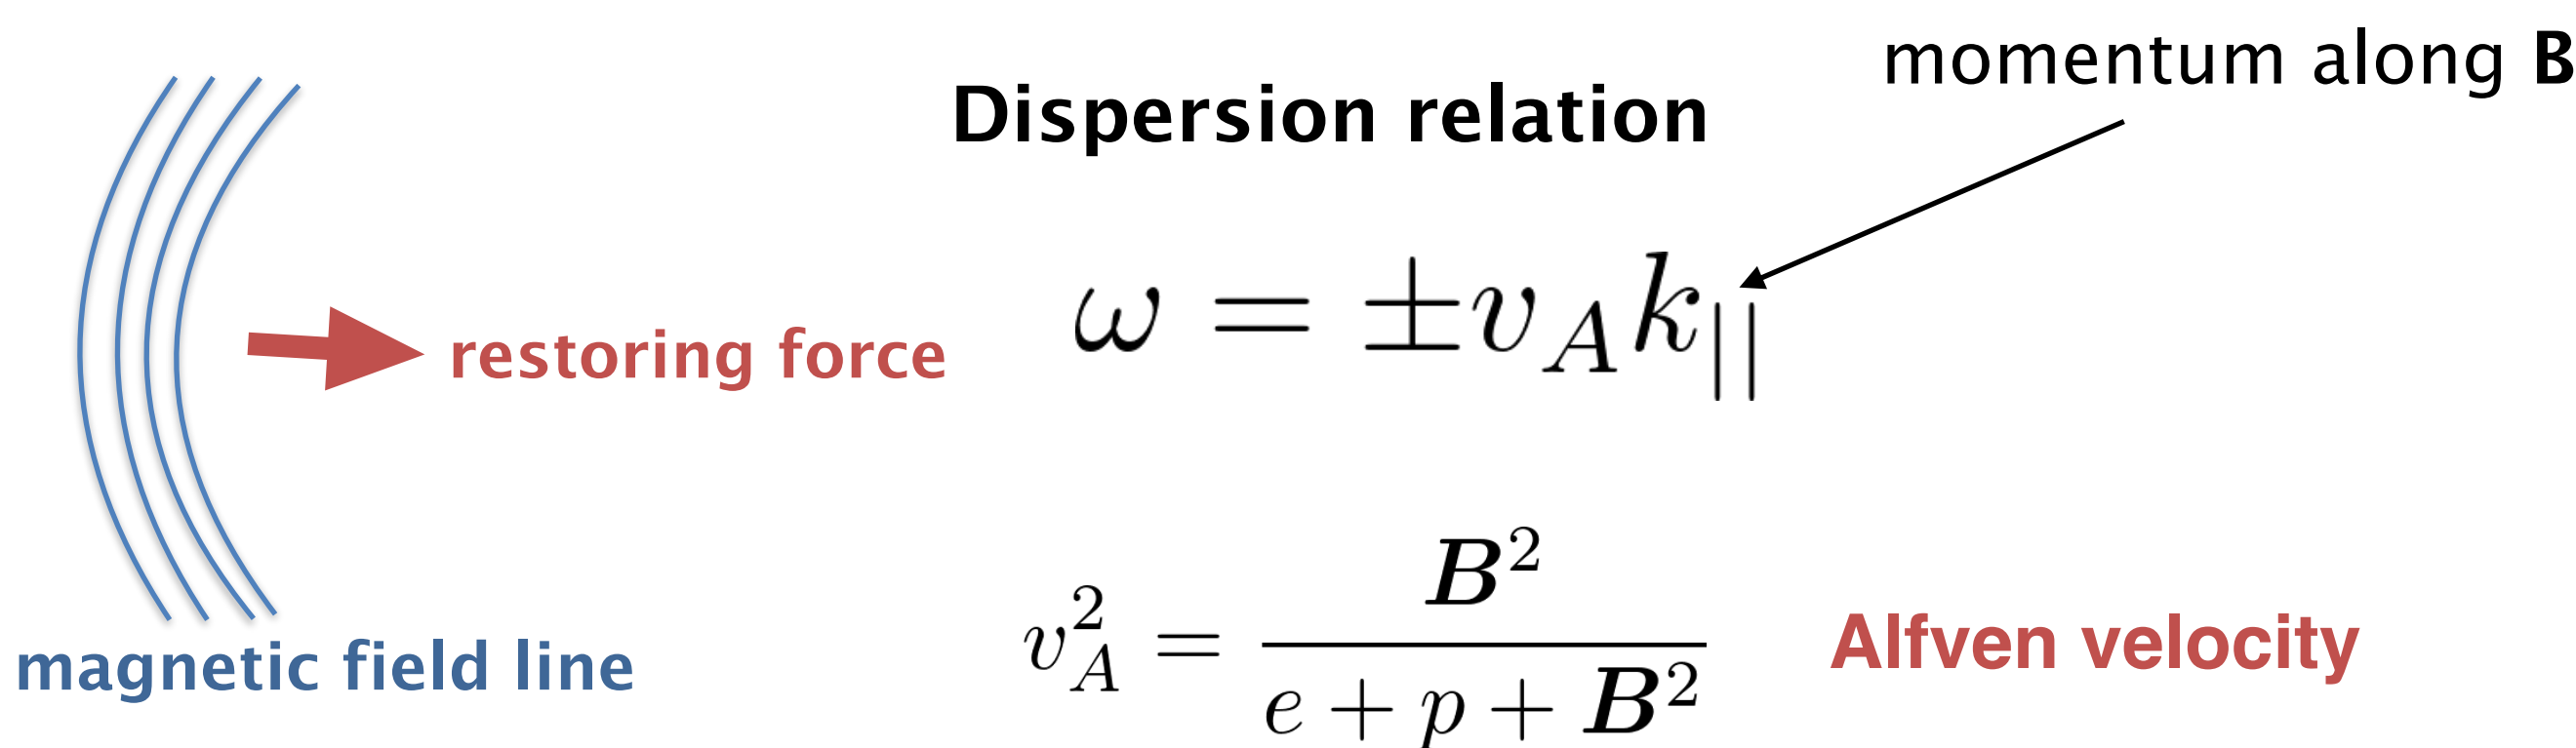 momentum along B
Dispersion relation
ω = ±v_A k_||
restoring force
v_A^2 = B^2 / (e + p + B^2)
Alfven velocity
magnetic field line